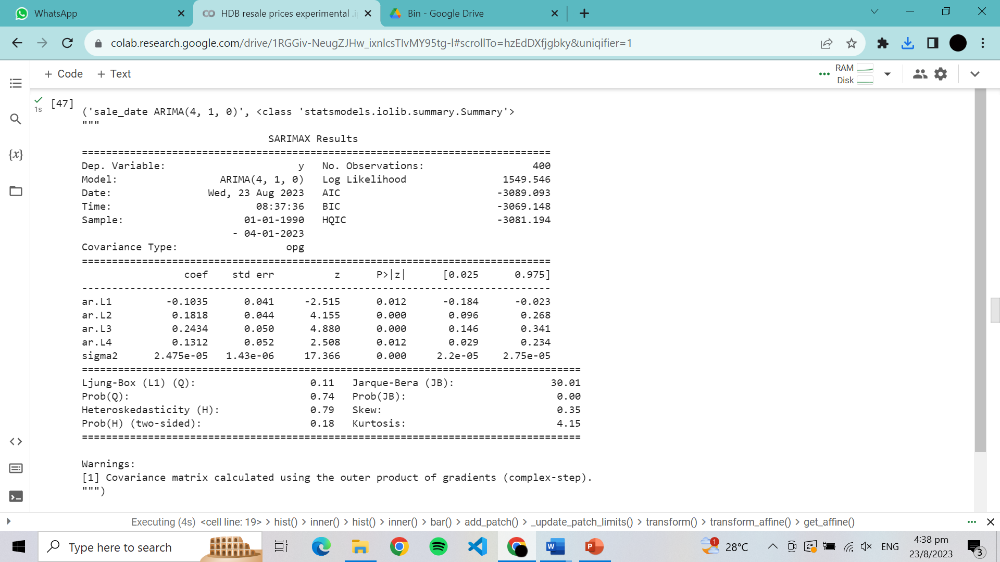 WhatsApp
HDB resale prices experimental .i
Bin - Google Drive
colab.research.google.com/drive/1RGGiv-NeugZJHw_ixnlcsTIvMY95tg-l#scrollTo=hzEdDXfjgbky&uniqifier=1
+ Code + Text
RAM
Disk
[47]
1s
('sale_date ARIMA(4, 1, 0)', <class 'statsmodels.iolib.summary.Summary'>
"""
SARIMAX Results
==============================================================================
Dep. Variable: y No. Observations: 400
Model: ARIMA(4, 1, 0) Log Likelihood 1549.546
Date: Wed, 23 Aug 2023 AIC -3089.093
Time: 08:37:36 BIC -3069.148
Sample: 01-01-1990 HQIC -3081.194
- 04-01-2023
Covariance Type: opg
==============================================================================
coef std err z P>|z| [0.025 0.975]
------------------------------------------------------------------------------
ar.L1 -0.1035 0.041 -2.515 0.012 -0.184 -0.023
ar.L2 0.1818 0.044 4.155 0.000 0.096 0.268
ar.L3 0.2434 0.050 4.880 0.000 0.146 0.341
ar.L4 0.1312 0.052 2.508 0.012 0.029 0.234
sigma2 2.475e-05 1.43e-06 17.366 0.000 2.2e-05 2.75e-05
===================================================================================
Ljung-Box (L1) (Q): 0.11 Jarque-Bera (JB): 30.01
Prob(Q): 0.74 Prob(JB): 0.00
Heteroskedasticity (H): 0.79 Skew: 0.35
Prob(H) (two-sided): 0.18 Kurtosis: 4.15
===================================================================================
Warnings:
[1] Covariance matrix calculated using the outer product of gradients (complex-step).
""")
Executing (4s) <cell line: 19> > hist() > inner() > hist() > inner() > bar() > add_patch() > _update_patch_limits() > transform() > transform_affine() > get_affine()
Type here to search
1
28°C
ENG
4:38 pm
23/8/2023
3